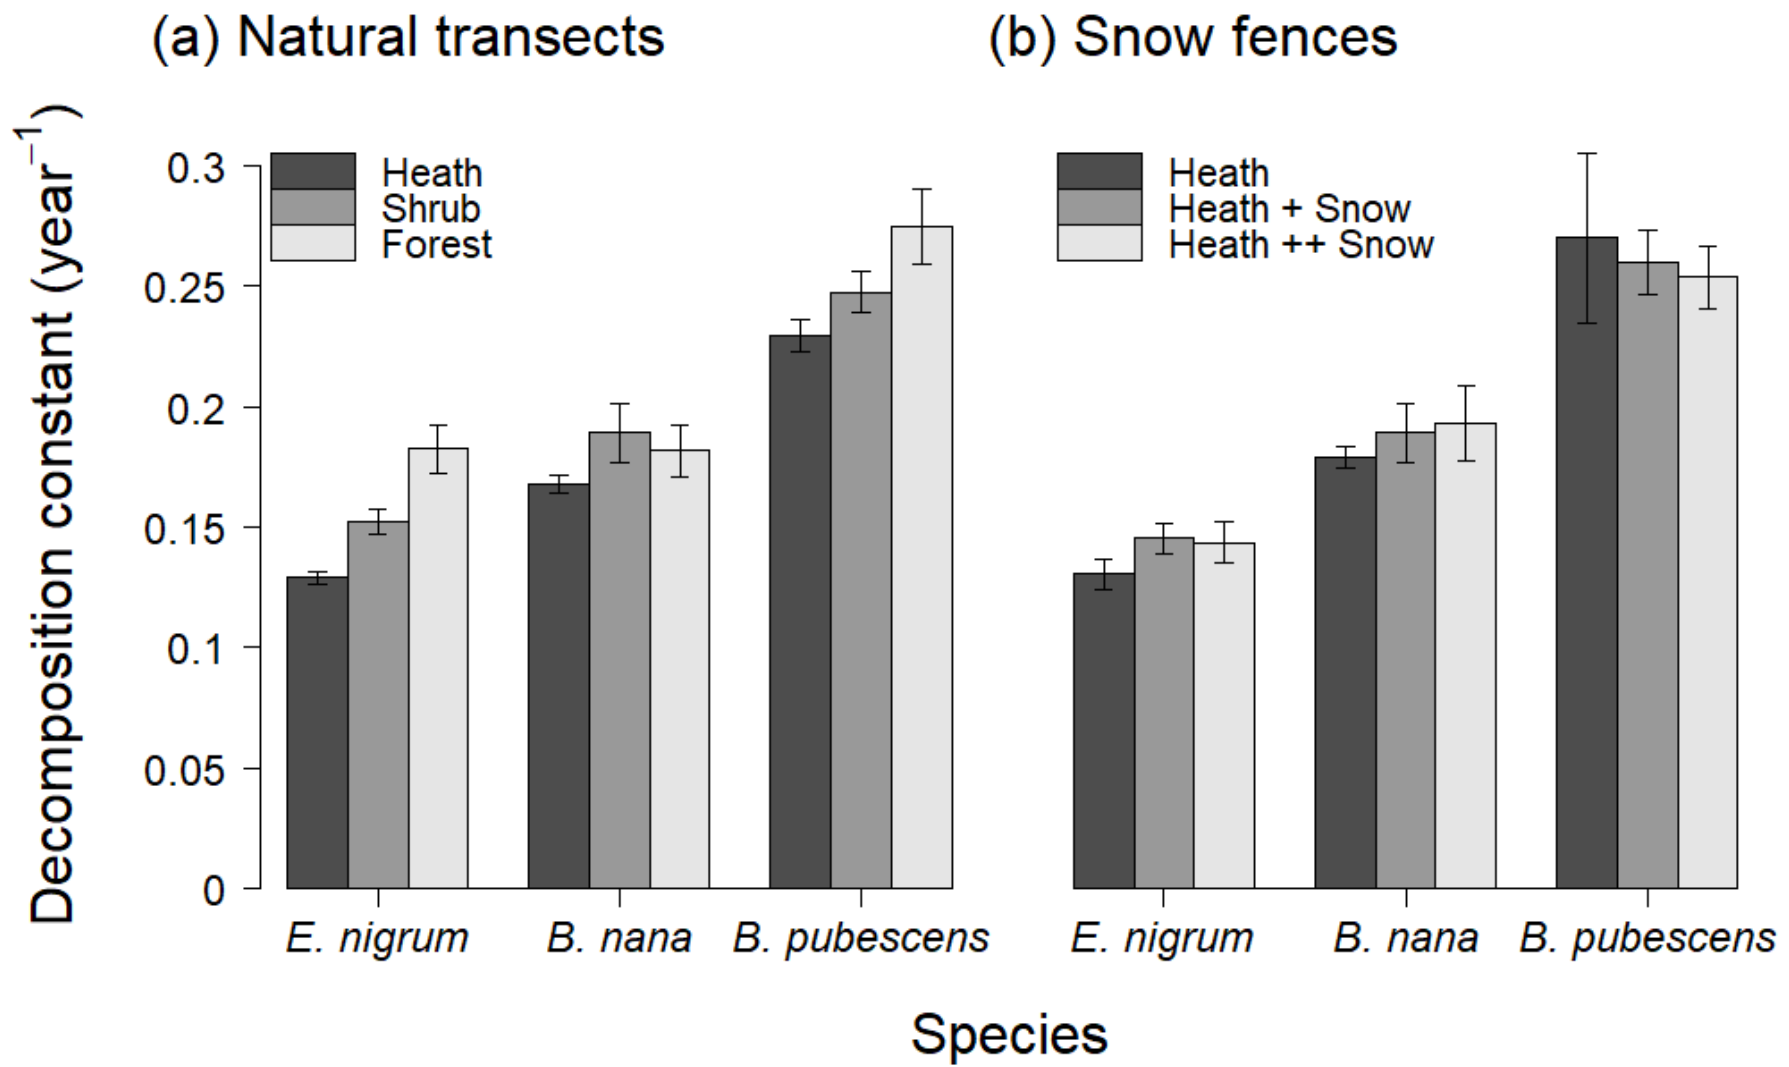 (a) Natural transects
(b) Snow fences
Decomposition constant (year⁻¹)
0.3
0.25
0.2
0.15
0.1
0.05
0
Heath
Shrub
Forest
Heath
Heath + Snow
Heath ++ Snow
E. nigrum
B. nana
B. pubescens
E. nigrum
B. nana
B. pubescens
Species